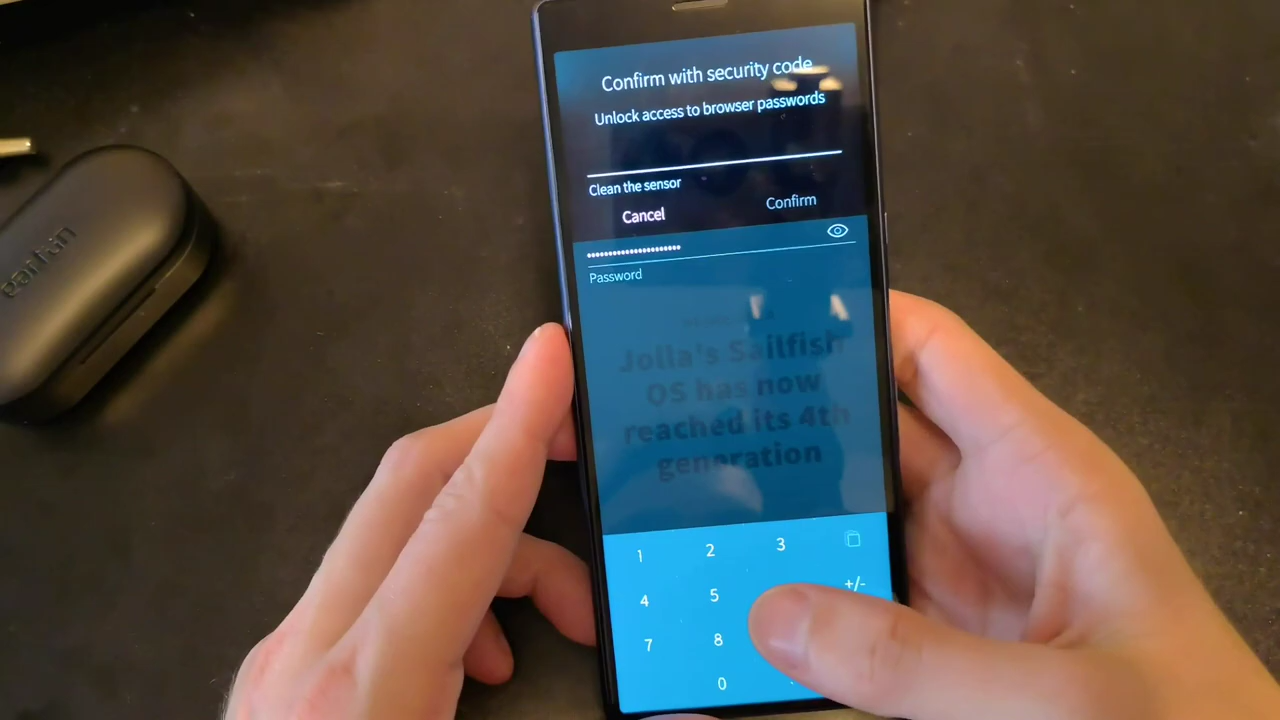 Confirm with security code
Unlock access to browser passwords
Clean the sensor
Cancel
Confirm
Password
Jolla's Sailfish
OS has now
reached its 4th
generation
1 2 3
4 5 +/-
7 8
0
earfun